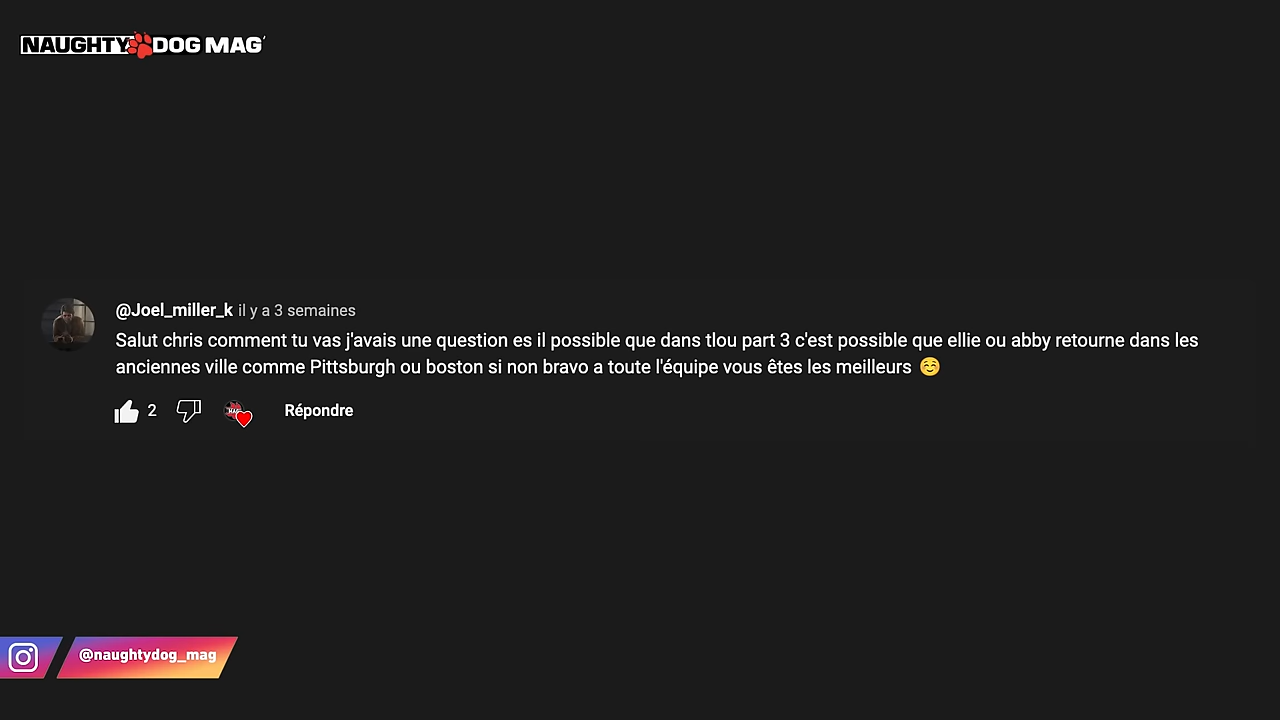 NAUGHTY DOG MAG'
@Joel_miller_k il y a 3 semaines
Salut chris comment tu vas j'avais une question es il possible que dans tlou part 3 c'est possible que ellie ou abby retourne dans les
anciennes ville comme Pittsburgh ou boston si non bravo a toute l'équipe vous êtes les meilleurs ☺️
2 Répondre
@naughtydog_mag